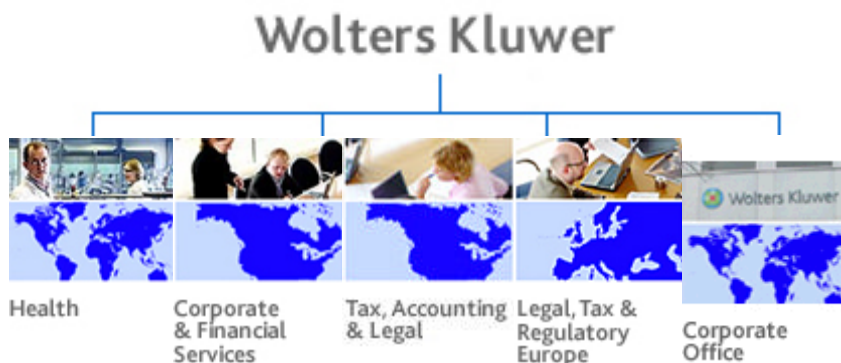 Wolters Kluwer
Wolters Kluwer
Health
Corporate
& Financial
Services
Tax, Accounting
& Legal
Legal, Tax &
Regulatory
Europe
Corporate
Office